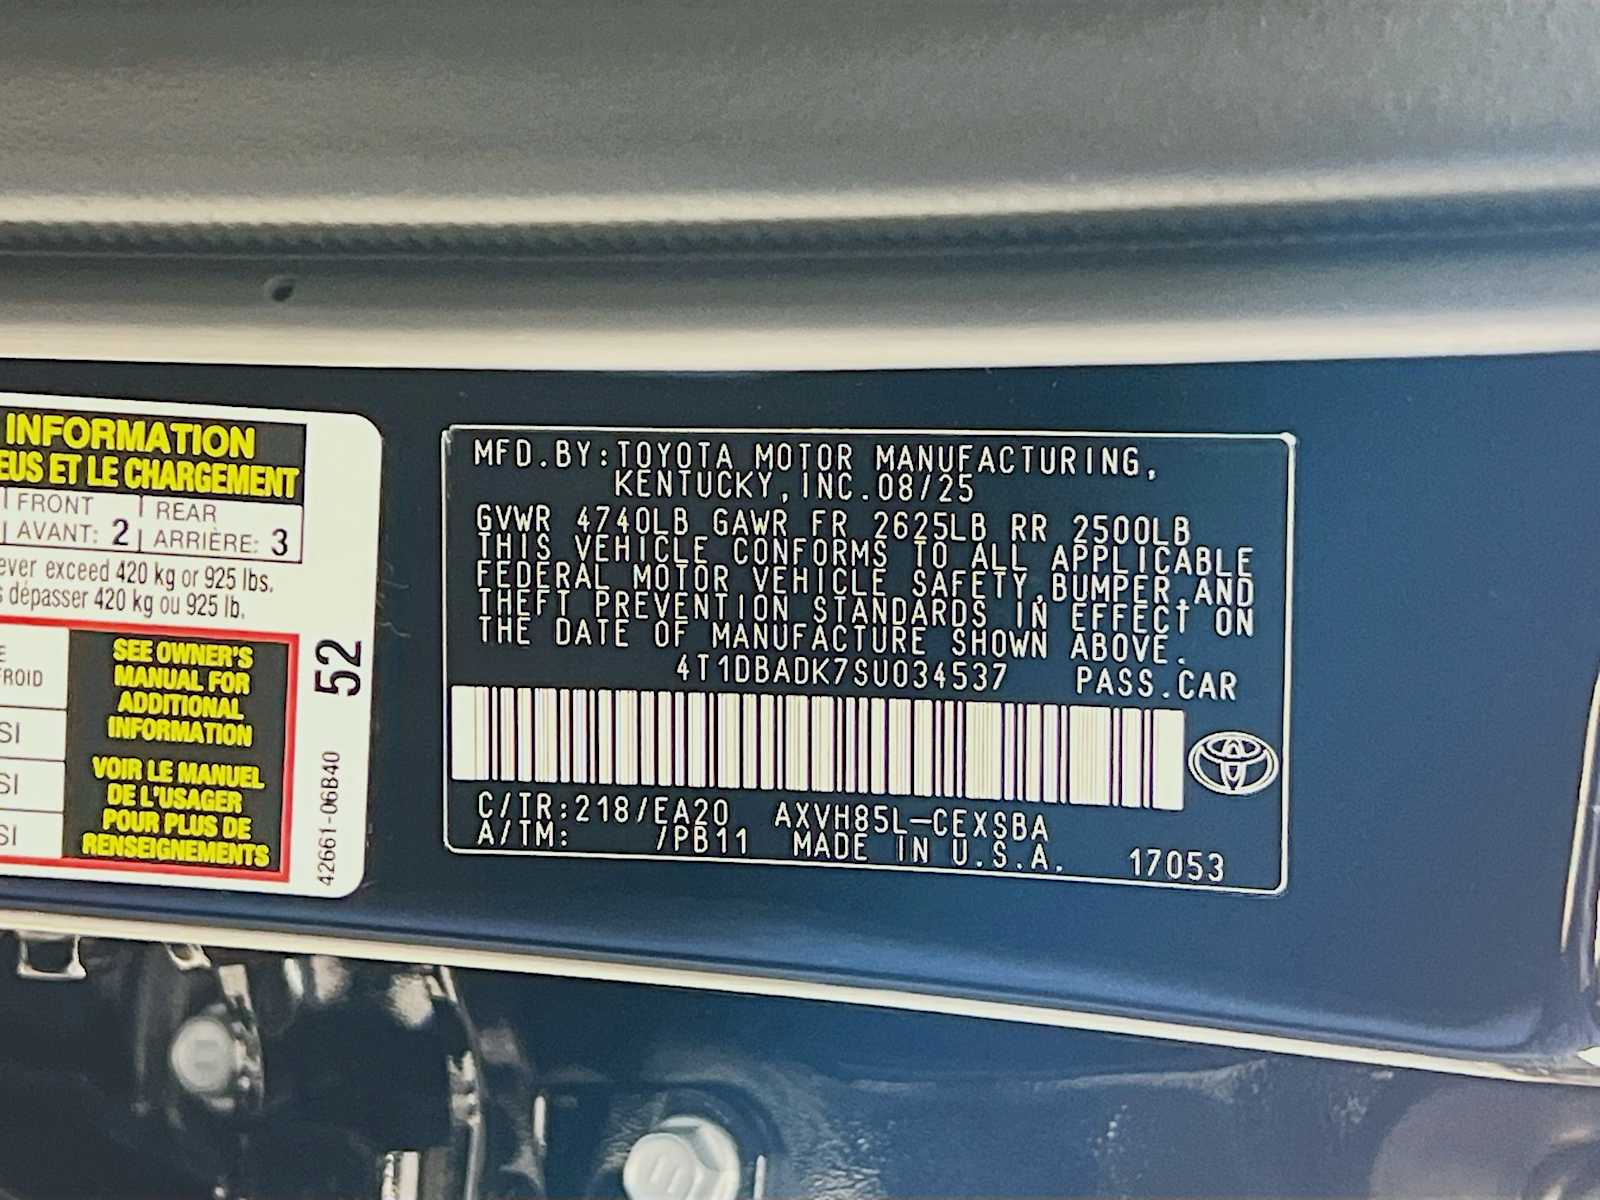 INFORMATION
EUS ET LE CHARGEMENT
FRONT REAR
AVANT: 2 ARRIÈRE: 3
ever exceed 420 kg or 925 lbs.
s dépasser 420 kg ou 925 lb.
E
FROID
SI
SI
SI
SEE OWNER'S
MANUAL FOR
ADDITIONAL
INFORMATION
VOIR LE MANUEL
DE L'USAGER
POUR PLUS DE
RENSEIGNEMENTS
52
42661-06B40
MFD.BY:TOYOTA MOTOR MANUFACTURING,
KENTUCKY,INC.08/25
GVWR 4740LB GAWR FR 2625LB RR 2500LB
THIS VEHICLE CONFORMS TO ALL APPLICABLE
FEDERAL MOTOR VEHICLE SAFETY,BUMPER,AND
THEFT PREVENTION STANDARDS IN EFFECT ON
THE DATE OF MANUFACTURE SHOWN ABOVE.
4T1DBADK7SU034537 PASS.CAR
C/TR:218/EA20 AXVH85L-CEXSBA
A/TM: /PB11 MADE IN U.S.A. 17053